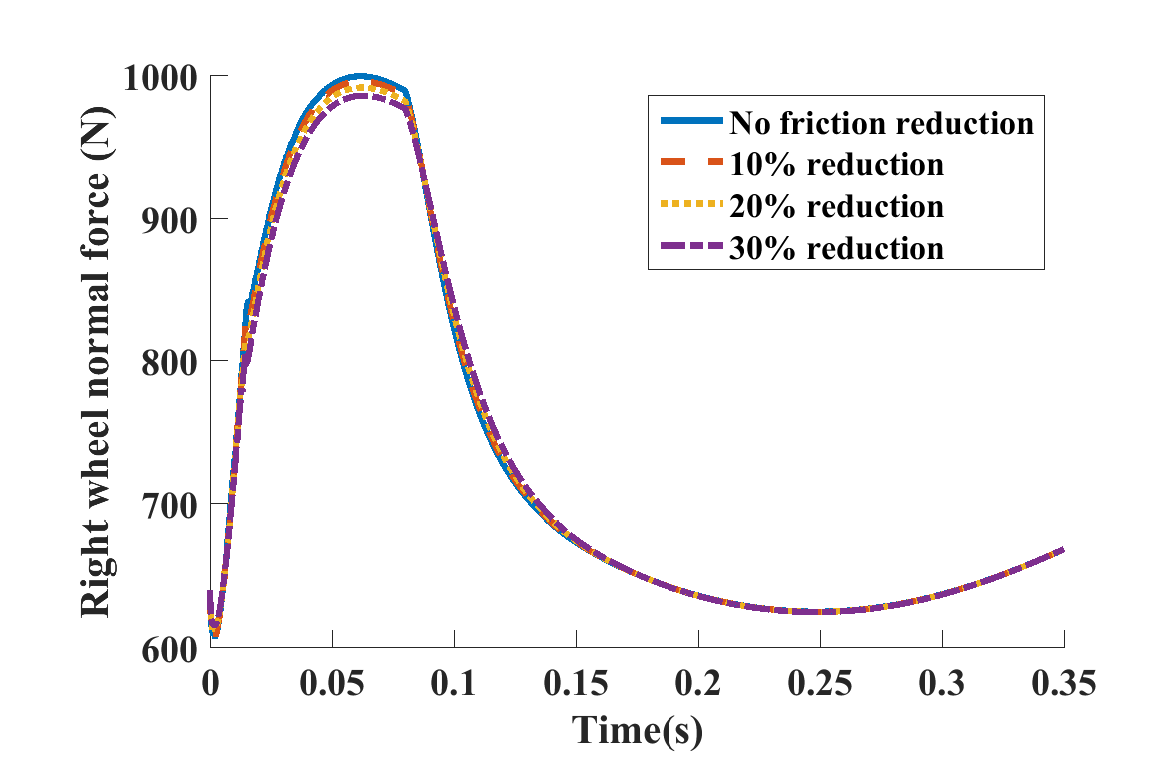 1000
900
800
700
600
Right wheel normal force (N)
No friction reduction
10% reduction
20% reduction
30% reduction
0 0.05 0.1 0.15 0.2 0.25 0.3 0.35
Time(s)